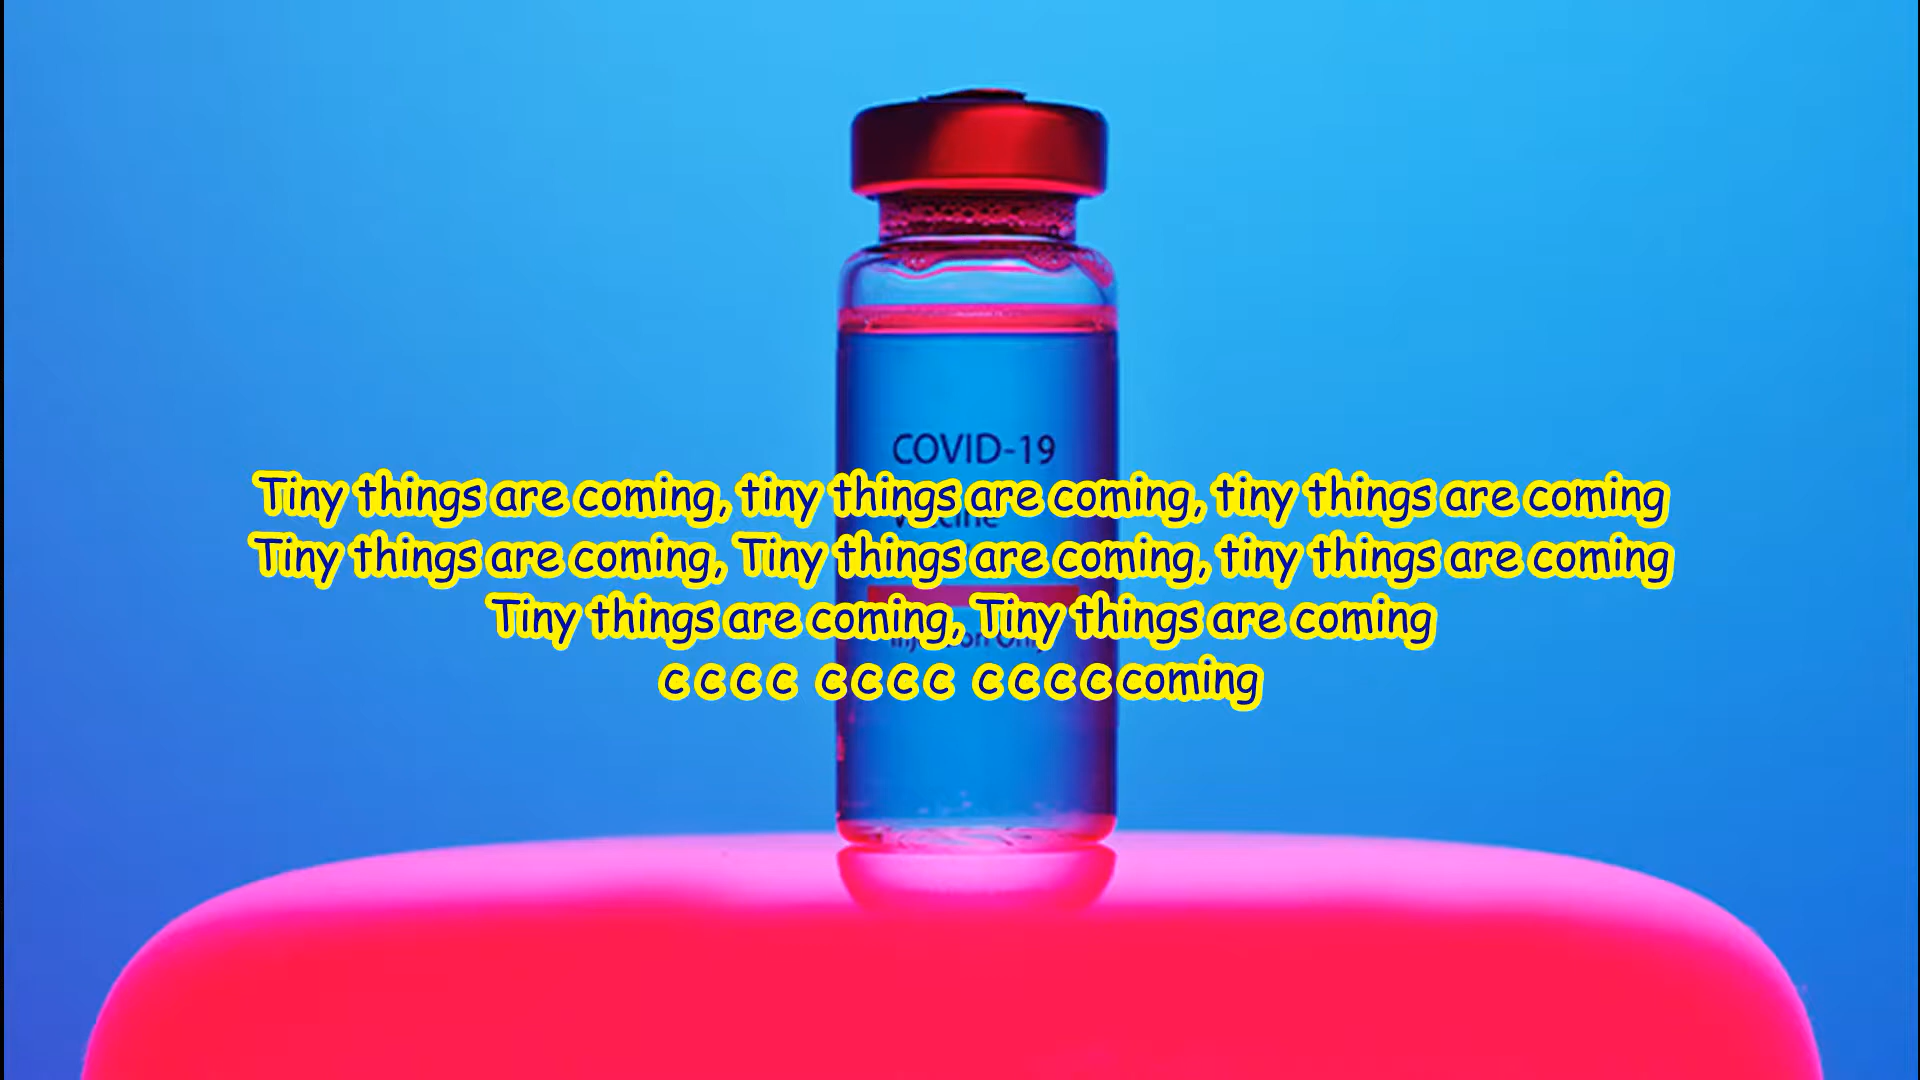 COVID-19
Tiny things are coming, tiny things are coming, tiny things are coming
Tiny things are coming, Tiny things are coming, tiny things are coming
Tiny things are coming, Tiny things are coming
c c c c  c c c c  c c c c coming